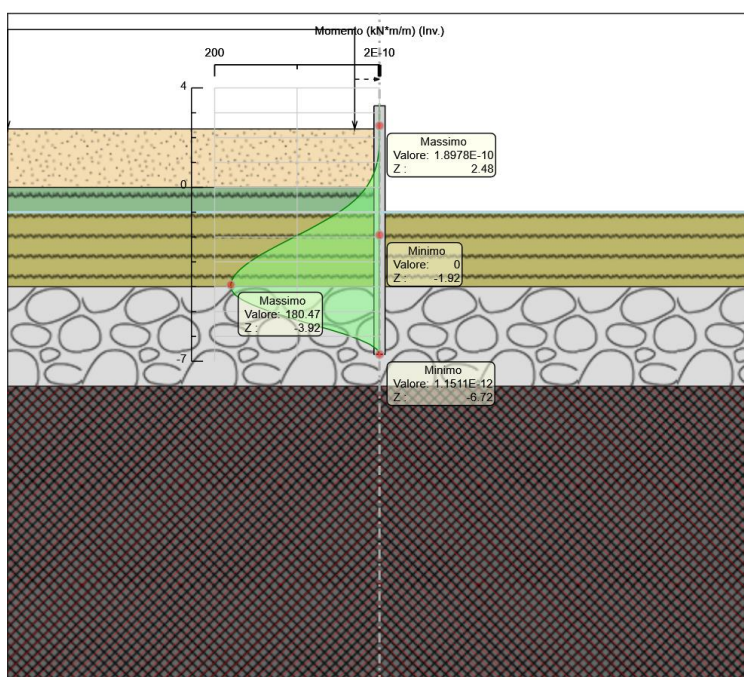 Momento (kN*m/m) (Inv.)
200
2E-10
4
Massimo
Valore: 1.8978E-10
Z : 2.48
0
Minimo
Valore: 0
Z : -1.92
Massimo
Valore: 180.47
Z : -3.92
-7
Minimo
Valore: 1.1511E-12
Z : -6.72